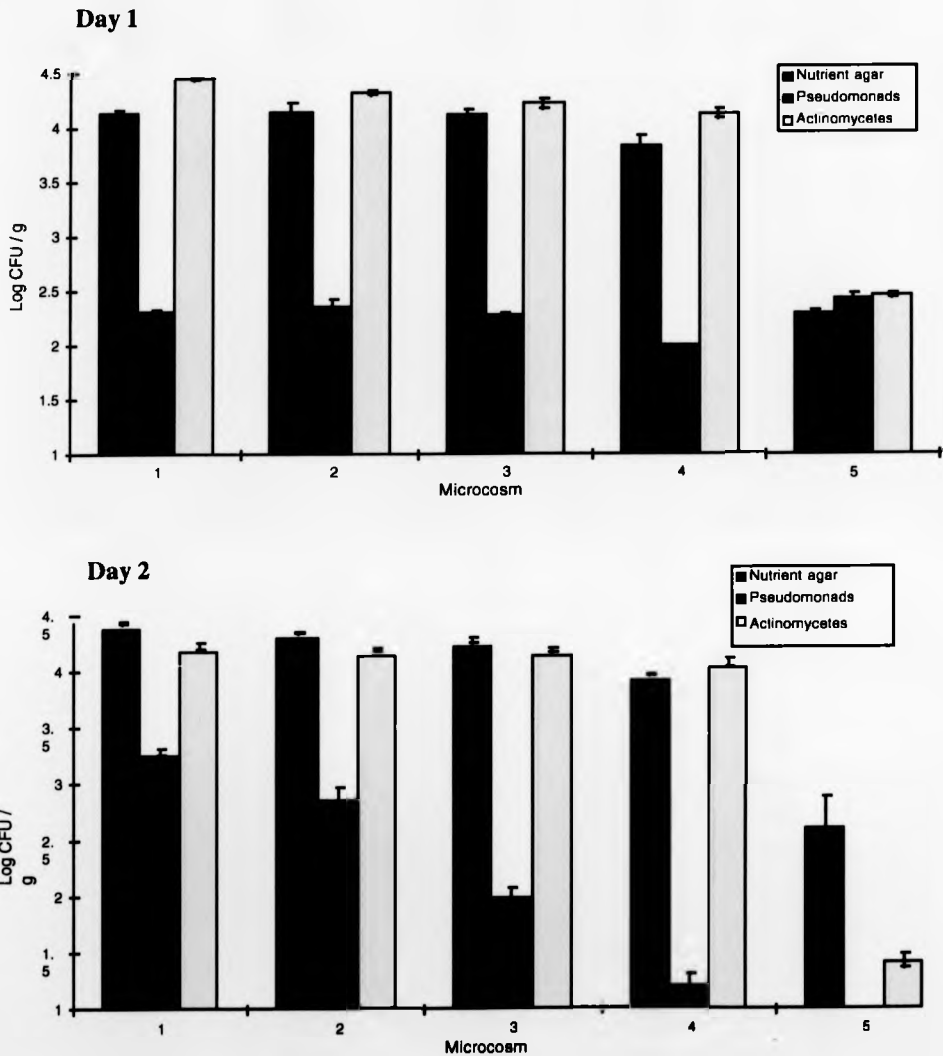 Day 1
Log CFU / g
4.5
4
3.5
3
2.5
2
1.5
1
Nutrient agar
Pseudomonads
Actinomycetes
1 2 3 4 5
Microcosm
Day 2
Log CFU /
g
4.
5
4
3.
5
3
2.
5
2
1.
5
1
Nutrient agar
Pseudomonads
Actinomycetes
1 2 3 4 5
Microcosm